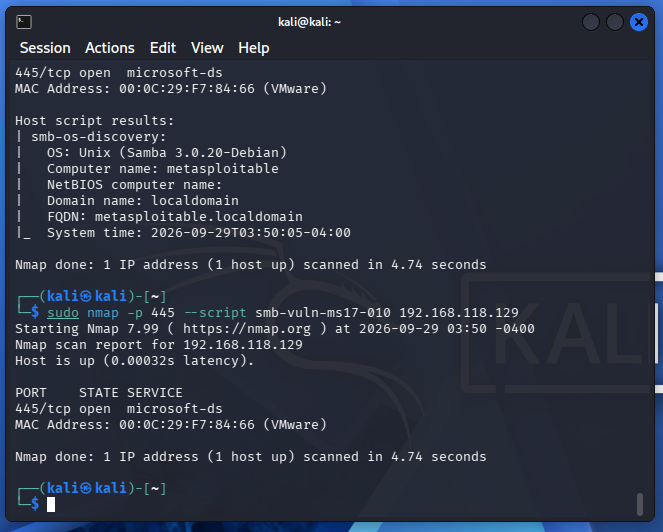 kali@kali: ~
Session Actions Edit View Help
445/tcp open  microsoft-ds
MAC Address: 00:0C:29:F7:84:66 (VMware)

Host script results:
| smb-os-discovery:
|   OS: Unix (Samba 3.0.20-Debian)
|   Computer name: metasploitable
|   NetBIOS computer name:
|   Domain name: localdomain
|   FQDN: metasploitable.localdomain
|_  System time: 2026-09-29T03:50:05-04:00

Nmap done: 1 IP address (1 host up) scanned in 4.74 seconds

┌──(kali㉿kali)-[~]
└─$ sudo nmap -p 445 --script smb-vuln-ms17-010 192.168.118.129
Starting Nmap 7.99 ( https://nmap.org ) at 2026-09-29 03:50 -0400
Nmap scan report for 192.168.118.129
Host is up (0.00032s latency).

PORT    STATE SERVICE
445/tcp open  microsoft-ds
MAC Address: 00:0C:29:F7:84:66 (VMware)

Nmap done: 1 IP address (1 host up) scanned in 4.74 seconds

┌──(kali㉿kali)-[~]
└─$
KALI